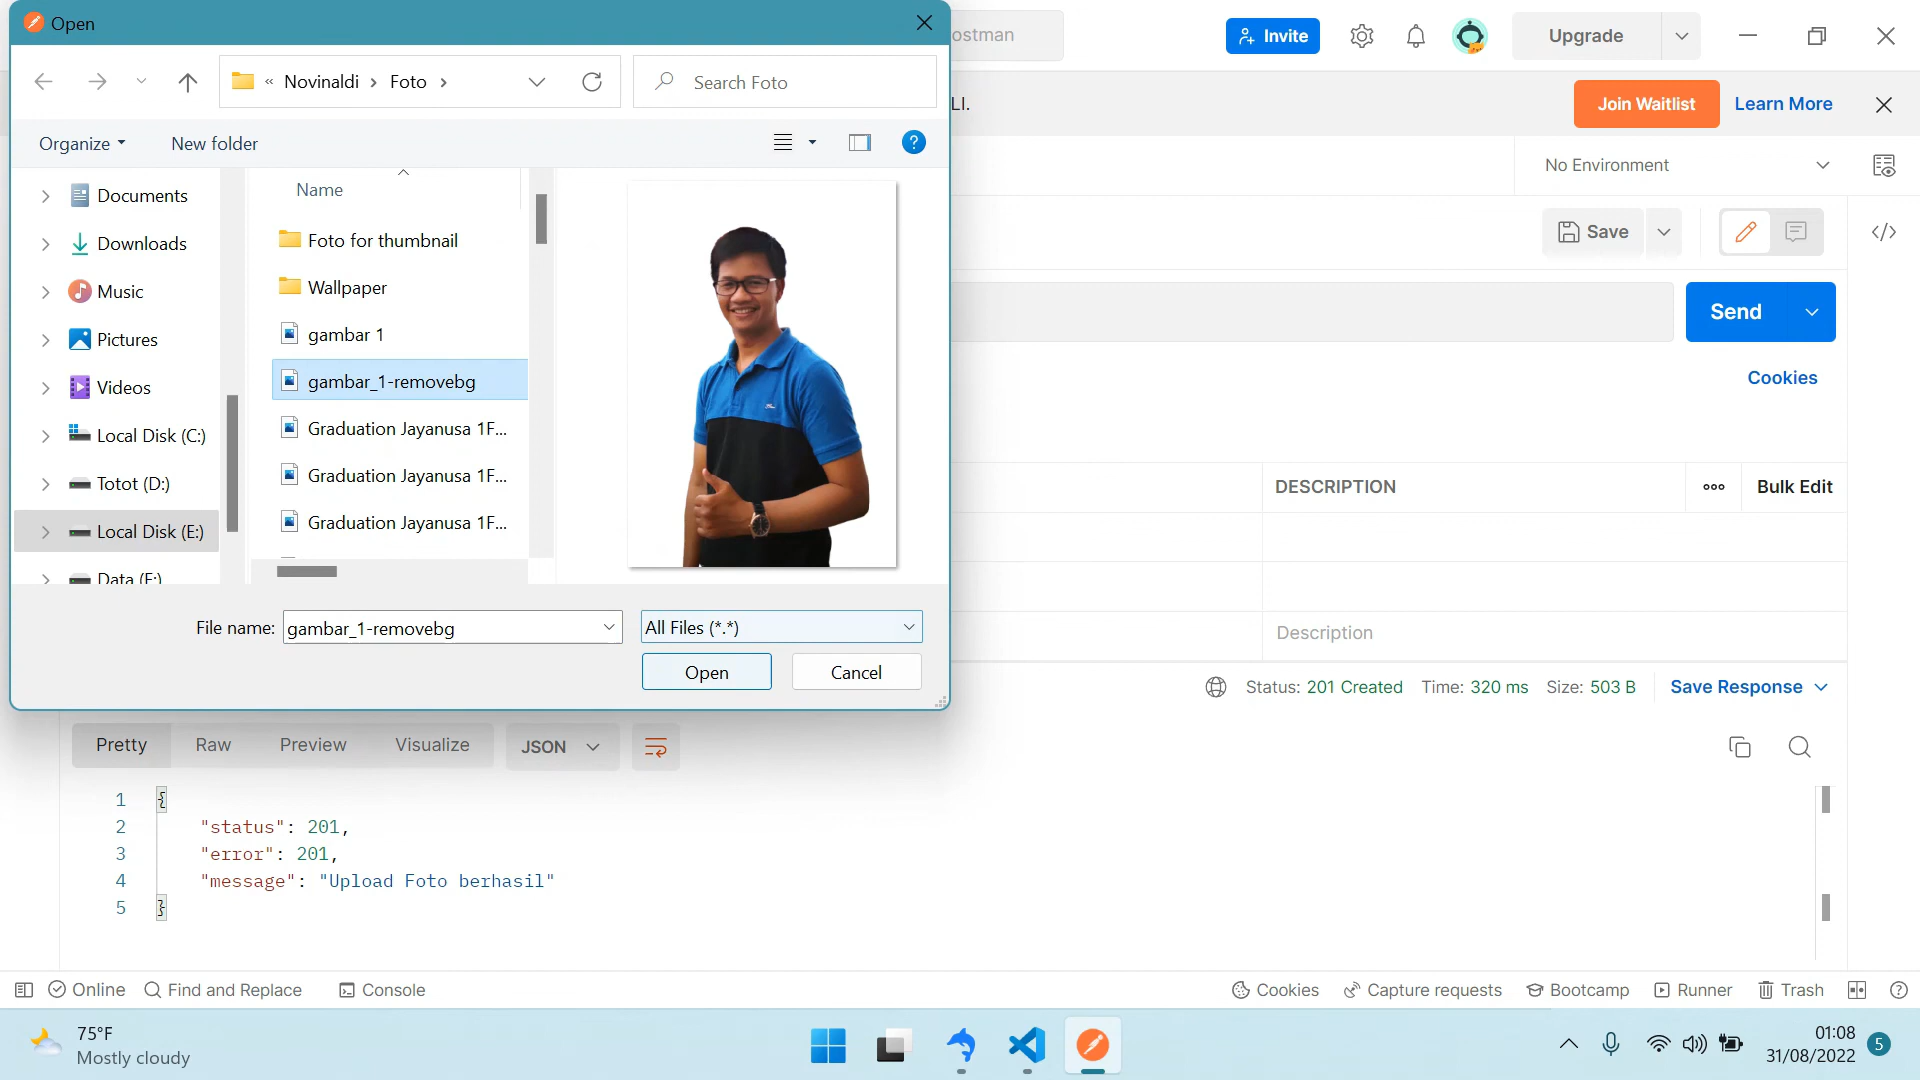 Open
ostman
Invite
Upgrade
« Novinaldi > Foto >
Search Foto
LI.
Join Waitlist
Learn More
Organize
New folder
No Environment
Documents
Downloads
Music
Pictures
Videos
Local Disk (C:)
Totot (D:)
Local Disk (E:)
Data (F:)
Name
Foto for thumbnail
Wallpaper
gambar 1
gambar_1-removebg
Graduation Jayanusa 1F...
Graduation Jayanusa 1F...
Graduation Jayanusa 1F...
Save
Send
Cookies
DESCRIPTION
Bulk Edit
Description
File name: gambar_1-removebg
All Files (*.*)
Open
Cancel
Status: 201 Created Time: 320 ms Size: 503 B
Save Response
Pretty
Raw
Preview
Visualize
JSON
1 {
2 "status": 201,
3 "error": 201,
4 "message": "Upload Foto berhasil"
5 }
Online
Find and Replace
Console
Cookies
Capture requests
Bootcamp
Runner
Trash
75°F
Mostly cloudy
01:08
31/08/2022
5